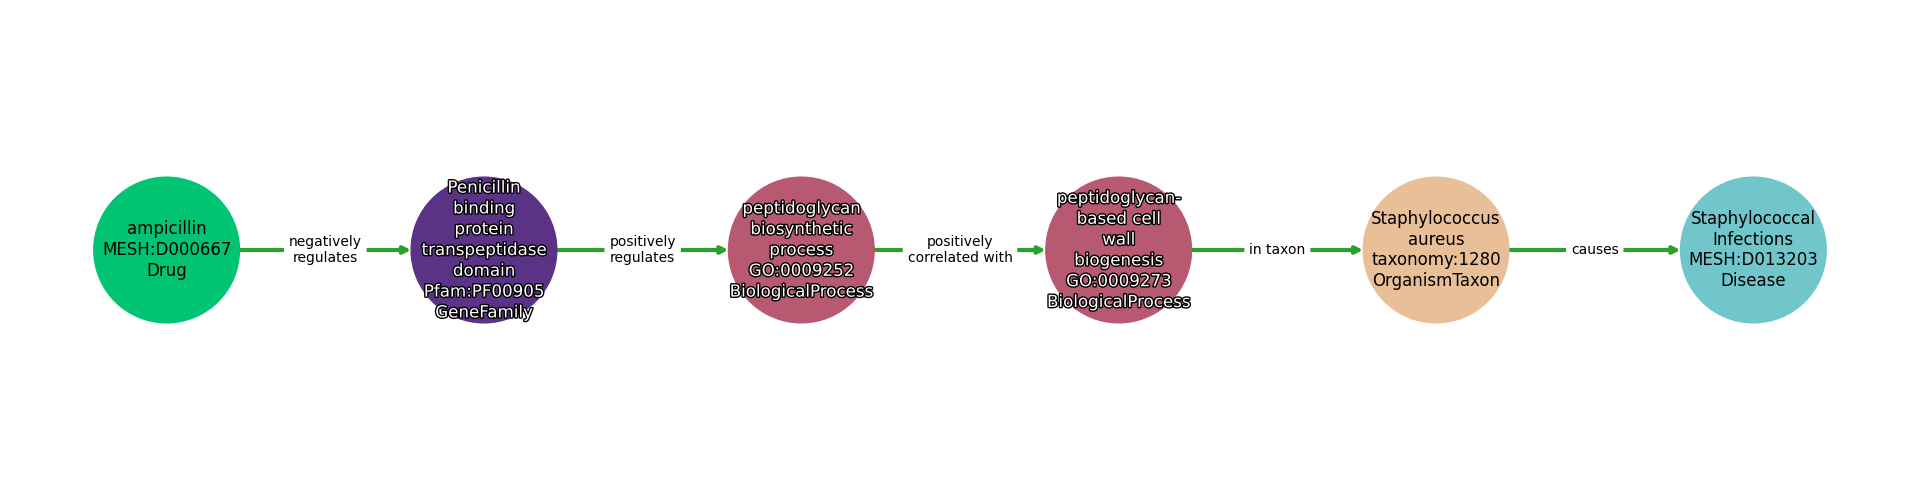 ampicillin
MESH:D000667
Drug
negatively
regulates
Penicillin
binding
protein
transpeptidase
domain
Pfam:PF00905
GeneFamily
positively
regulates
peptidoglycan
biosynthetic
process
GO:0009252
BiologicalProcess
positively
correlated with
peptidoglycan-
based cell
wall
biogenesis
GO:0009273
BiologicalProcess
in taxon
Staphylococcus
aureus
taxonomy:1280
OrganismTaxon
causes
Staphylococcal
Infections
MESH:D013203
Disease